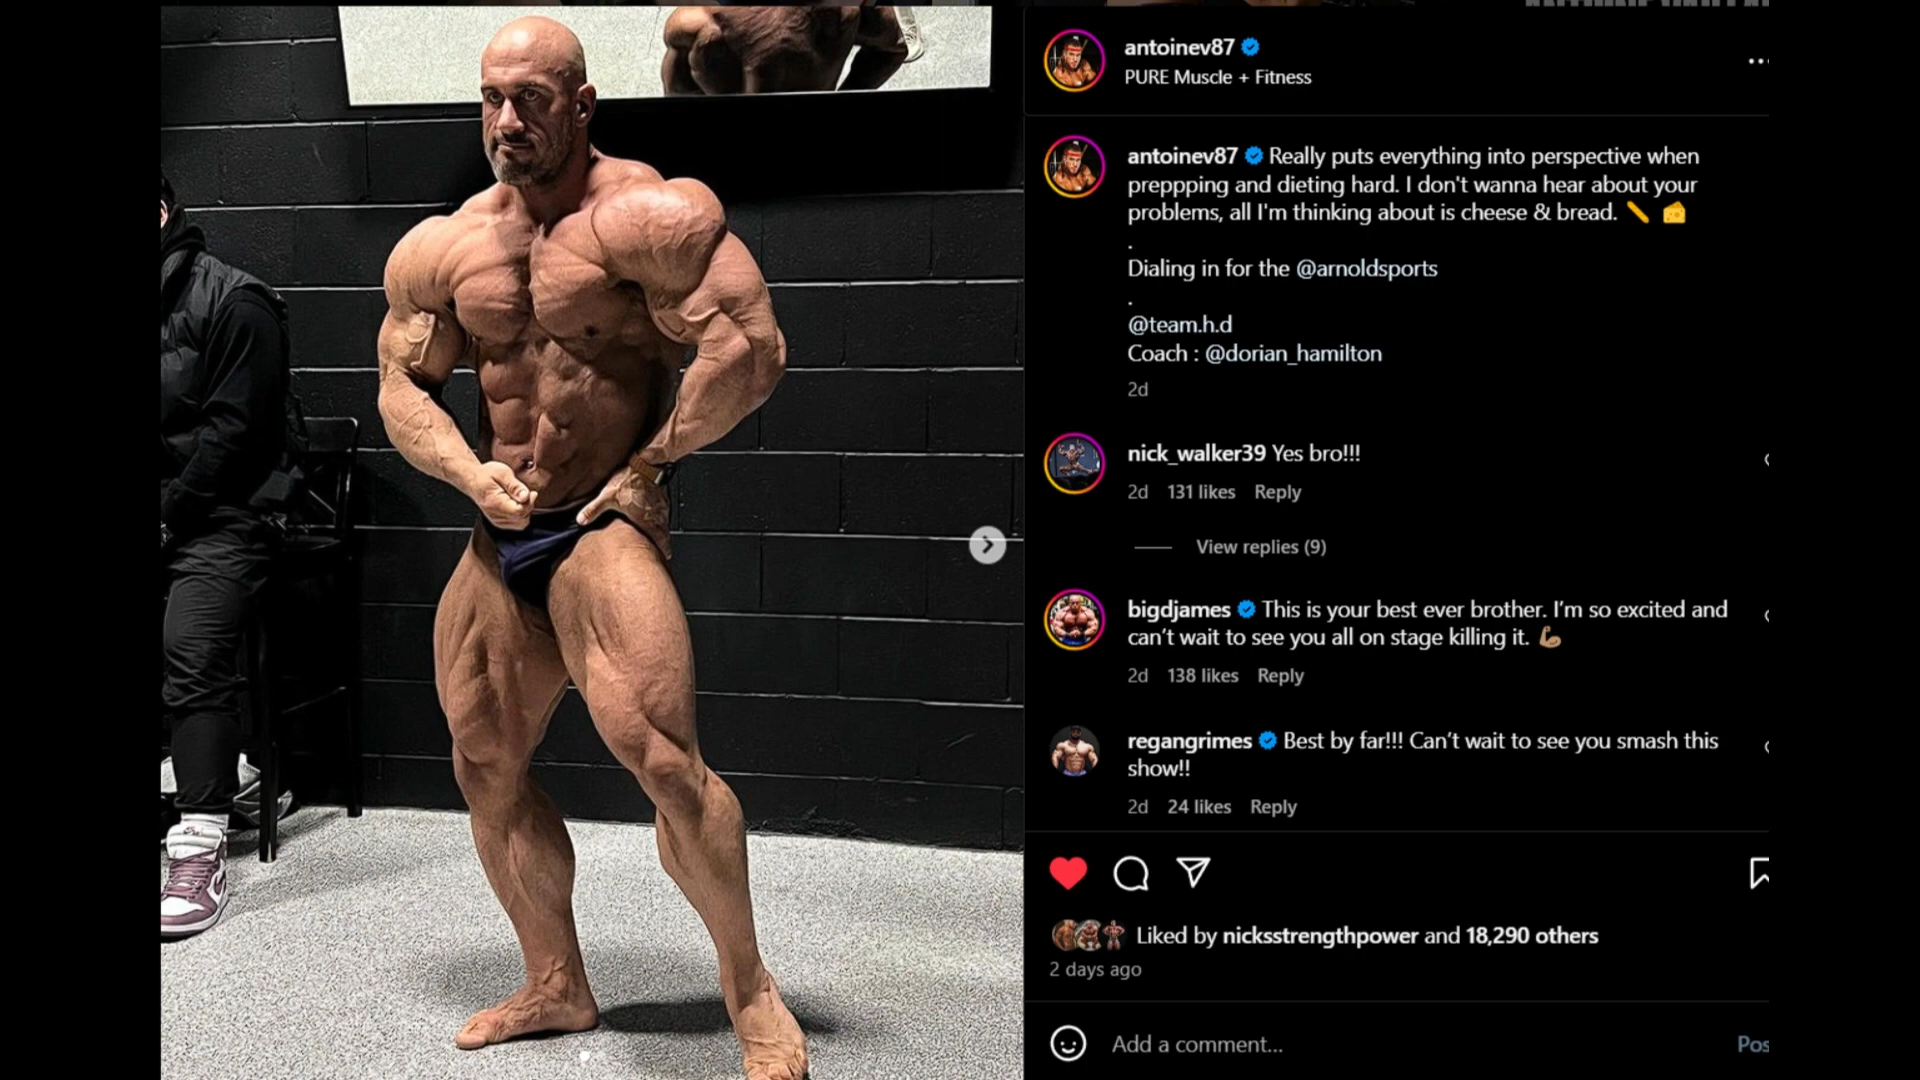 antoinev87
PURE Muscle + Fitness
antoinev87 Really puts everything into perspective when
preppping and dieting hard. I don't wanna hear about your
problems, all I'm thinking about is cheese & bread. 🥖 🧀
.
Dialing in for the @arnoldsports
.
@team.h.d
Coach : @dorian_hamilton
2d
nick_walker39 Yes bro!!!
2d 131 likes Reply
View replies (9)
bigdjames This is your best ever brother. I'm so excited and
can't wait to see you all on stage killing it. 💪🏽
2d 138 likes Reply
regangrimes Best by far!!! Can't wait to see you smash this
show!!
2d 24 likes Reply
Liked by nicksstrengthpower and 18,290 others
2 days ago
Add a comment...
Pos